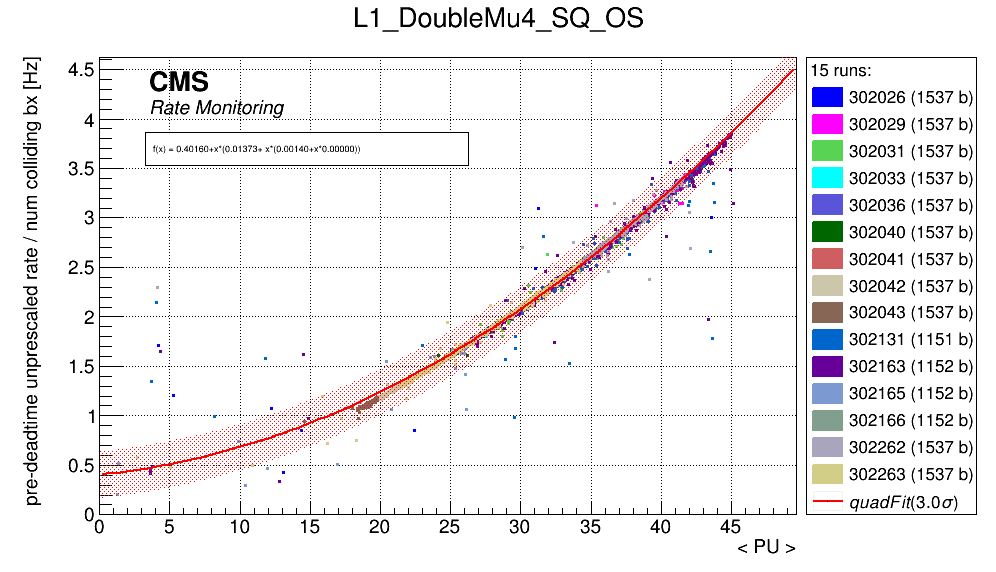 L1_DoubleMu4_SQ_OS
pre-deadtime unprescaled rate / num colliding bx [Hz]
CMS
Rate Monitoring
f(x) = 0.40160+x*(0.01373+ x*(0.00140+x*0.00000))
4.5
4
3.5
3
2.5
2
1.5
1
0.5
0
0 5 10 15 20 25 30 35 40 45
< PU >
15 runs:
302026 (1537 b)
302029 (1537 b)
302031 (1537 b)
302033 (1537 b)
302036 (1537 b)
302040 (1537 b)
302041 (1537 b)
302042 (1537 b)
302043 (1537 b)
302131 (1151 b)
302163 (1152 b)
302165 (1152 b)
302166 (1152 b)
302262 (1537 b)
302263 (1537 b)
quadFit(3.0σ)